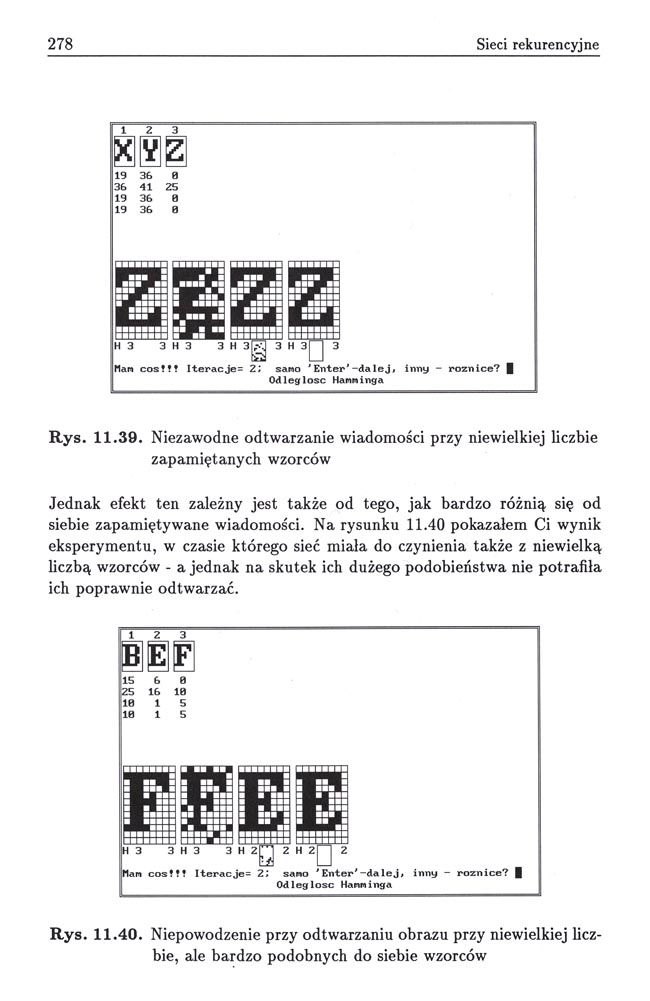 278
Sieci rekurencyjne
1 2 3
X Y Z
19 36 0
36 41 25
19 36 0
19 36 0
H 3 3 H 3 3 H 3 3 H 3 3
Mam cos!!! Iteracje= 2; samo 'Enter'-dalej, inny - roznice?
Odleglosc Hamminga
Rys. 11.39. Niezawodne odtwarzanie wiadomości przy niewielkiej liczbie
zapamiętanych wzorców
Jednak efekt ten zależny jest także od tego, jak bardzo różnią się od
siebie zapamiętywane wiadomości. Na rysunku 11.40 pokazałem Ci wynik
eksperymentu, w czasie którego sieć miała do czynienia także z niewielką
liczbą wzorców - a jednak na skutek ich dużego podobieństwa nie potrafiła
ich poprawnie odtwarzać.
1 2 3
B E F
15 6 0
25 16 10
10 1 5
10 1 5
H 3 3 H 3 3 H 2 2 H 2 2
Mam cos!!! Iteracje= 2; samo 'Enter'-dalej, inny - roznice?
Odleglosc Hamminga
Rys. 11.40. Niepowodzenie przy odtwarzaniu obrazu przy niewielkiej licz-
bie, ale bardzo podobnych do siebie wzorców